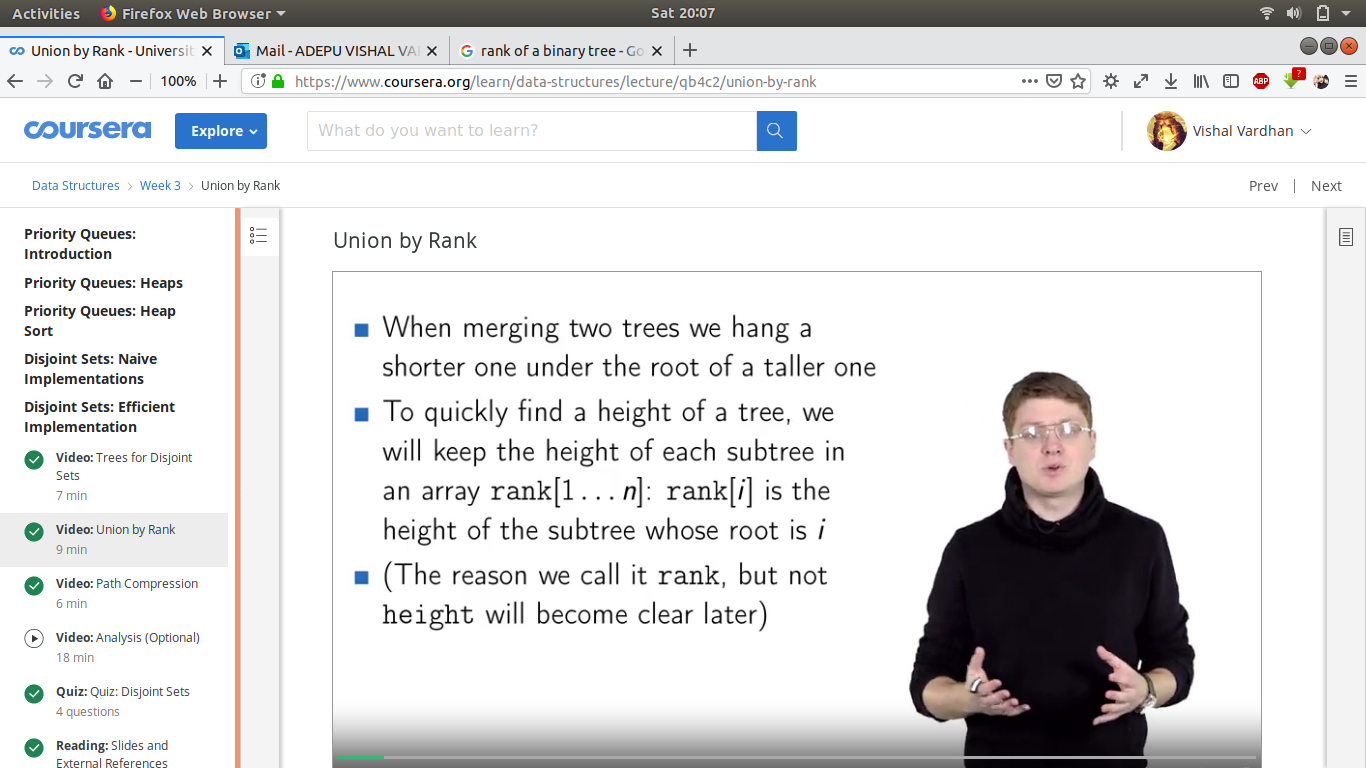 Activities Firefox Web Browser Sat 20:07
Union by Rank - Universit Mail - ADEPU VISHAL VA rank of a binary tree - Go
100% https://www.coursera.org/learn/data-structures/lecture/qb4c2/union-by-rank ABP ?
coursera Explore What do you want to learn? Vishal Vardhan
Data Structures Week 3 Union by Rank Prev Next
Priority Queues:
Introduction
Priority Queues: Heaps
Priority Queues: Heap
Sort
Disjoint Sets: Naive
Implementations
Disjoint Sets: Efficient
Implementation
Video: Trees for Disjoint
Sets
7 min
Video: Union by Rank
9 min
Video: Path Compression
6 min
Video: Analysis (Optional)
18 min
Quiz: Quiz: Disjoint Sets
4 questions
Reading: Slides and
External References
Union by Rank
When merging two trees we hang a
shorter one under the root of a taller one
To quickly find a height of a tree, we
will keep the height of each subtree in
an array rank[1 . . . n]: rank[i] is the
height of the subtree whose root is i
(The reason we call it rank, but not
height will become clear later)